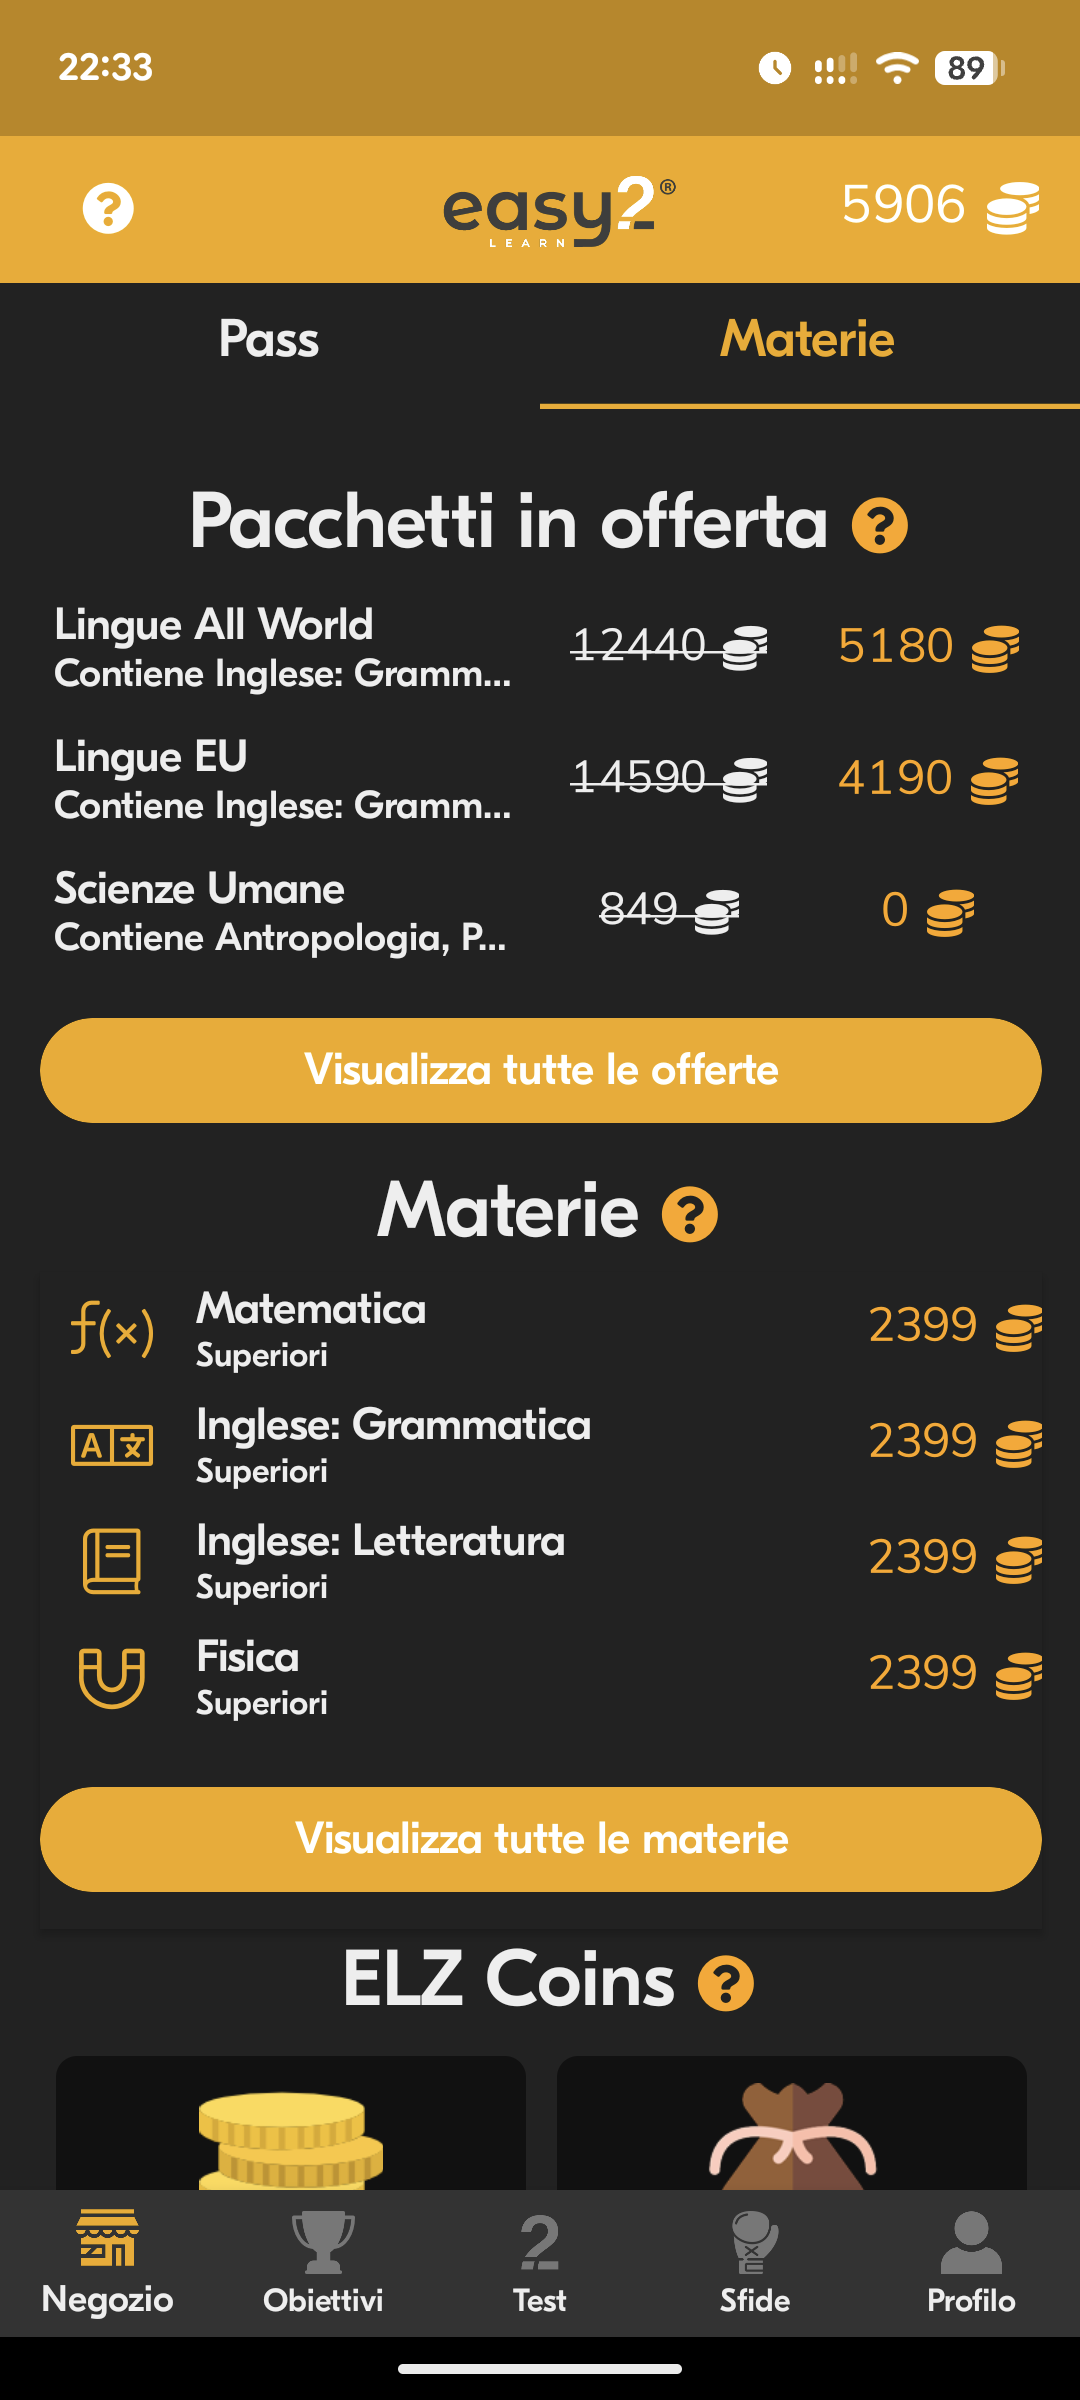 22:33
89
easy2®
LEARN
5906
Pass
Materie
Pacchetti in offerta ?
Lingue All World
Contiene Inglese: Gramm...
12440
5180
Lingue EU
Contiene Inglese: Gramm...
14590
4190
Scienze Umane
Contiene Antropologia, P...
849
0
Visualizza tutte le offerte
Materie ?
f(x) Matematica
Superiori
2399
A文 Inglese: Grammatica
Superiori
2399
Inglese: Letteratura
Superiori
2399
Fisica
Superiori
2399
Visualizza tutte le materie
ELZ Coins ?
Negozio
Obiettivi
Test
Sfide
Profilo